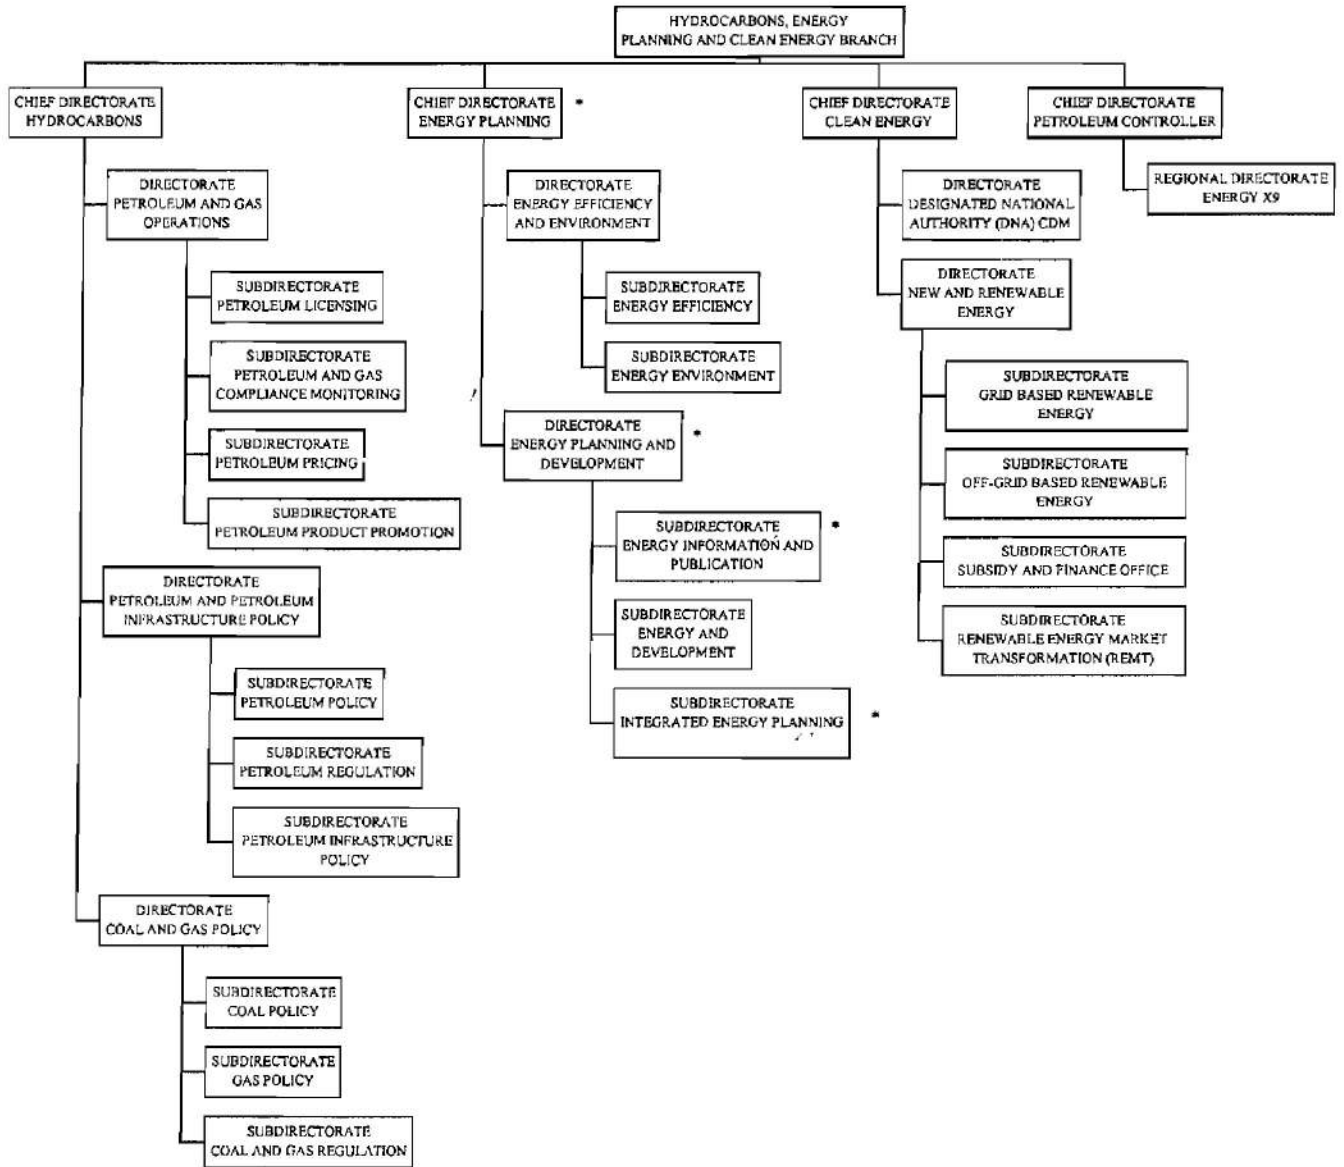 HYDROCARBONS, ENERGY
PLANNING AND CLEAN ENERGY BRANCH
CHIEF DIRECTORATE
HYDROCARBONS
CHIEF DIRECTORATE *
ENERGY PLANNING
CHIEF DIRECTORATE
CLEAN ENERGY
CHIEF DIRECTORATE
PETROLEUM CONTROLLER
DIRECTORATE
PETROLEUM AND GAS
OPERATIONS
SUBDIRECTORATE
PETROLEUM LICENSING
SUBDIRECTORATE
PETROLEUM AND GAS
COMPLIANCE MONITORING
SUBDIRECTORATE
PETROLEUM PRICING
SUBDIRECTORATE
PETROLEUM PRODUCT PROMOTION
DIRECTORATE
PETROLEUM AND PETROLEUM
INFRASTRUCTURE POLICY
SUBDIRECTORATE
PETROLEUM POLICY
SUBDIRECTORATE
PETROLEUM REGULATION
SUBDIRECTORATE
PETROLEUM INFRASTRUCTURE
POLICY
DIRECTORATE
COAL AND GAS POLICY
SUBDIRECTORATE
COAL POLICY
SUBDIRECTORATE
GAS POLICY
SUBDIRECTORATE
COAL AND GAS REGULATION
DIRECTORATE
ENERGY EFFICIENCY
AND ENVIRONMENT
SUBDIRECTORATE
ENERGY EFFICIENCY
SUBDIRECTORATE
ENERGY ENVIRONMENT
DIRECTORATE *
ENERGY PLANNING AND
DEVELOPMENT
SUBDIRECTORATE *
ENERGY INFORMATION AND
PUBLICATION
SUBDIRECTORATE
ENERGY AND
DEVELOPMENT
SUBDIRECTORATE *
INTEGRATED ENERGY PLANNING
DIRECTORATE
DESIGNATED NATIONAL
AUTHORITY (DNA) CDM
DIRECTORATE
NEW AND RENEWABLE
ENERGY
SUBDIRECTORATE
GRID BASED RENEWABLE
ENERGY
SUBDIRECTORATE
OFF-GRID BASED RENEWABLE
ENERGY
SUBDIRECTORATE
SUBSIDY AND FINANCE OFFICE
SUBDIRECTORATE
RENEWABLE ENERGY MARKET
TRANSFORMATION (REMT)
REGIONAL DIRECTORATE
ENERGY X9